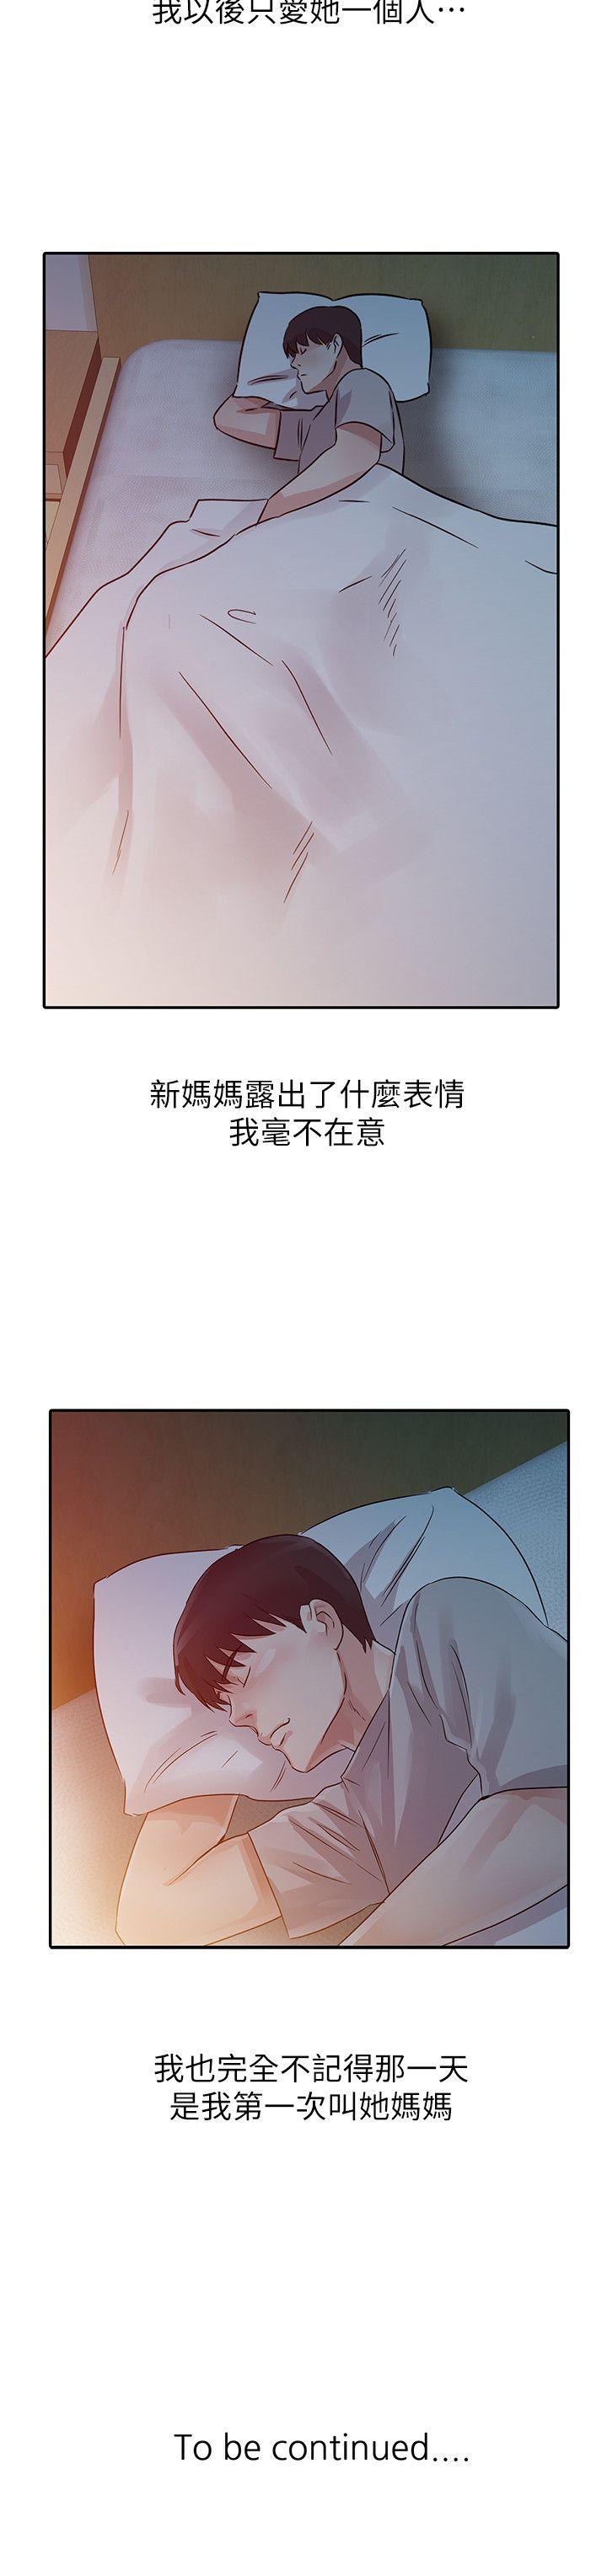 我以後只愛她一個人…
新媽媽露出了什麼表情
我毫不在意
我也完全不記得那一天
是我第一次叫她媽媽
To be continued....